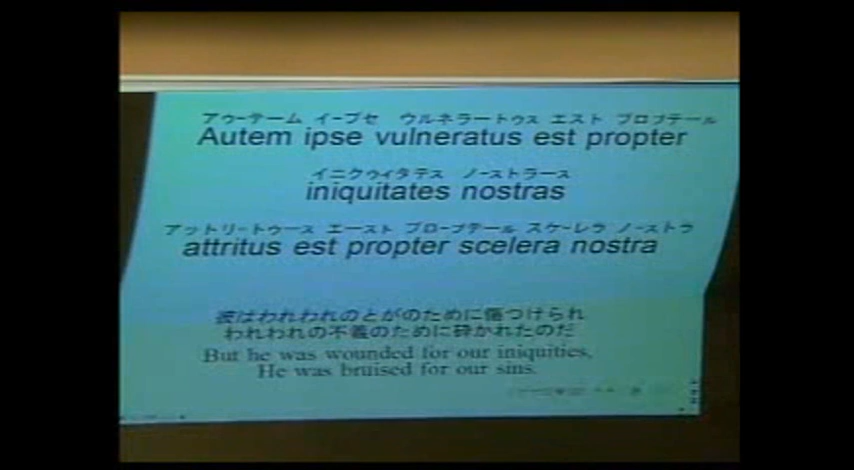 アゥーテーム イープセ ウルネラートゥス エスト プロプテール
Autem ipse vulneratus est propter
イニクウィタテス ノーストラース
iniquitates nostras
アットリートゥース エースト プロープテール スケーレラ ノーストラ
attritus est propter scelera nostra
彼はわれわれのとがのために傷つけられ
われわれの不義のために砕かれたのだ
But he was wounded for our iniquities,
He was bruised for our sins.